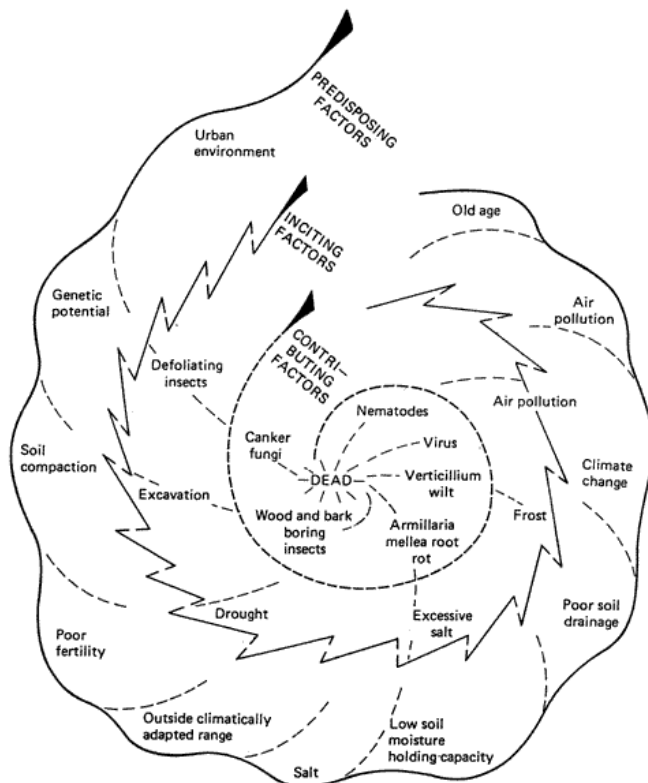 PREDISPOSING
FACTORS
Urban
environment
INCITING
FACTORS
Old age
Genetic
potential
Air
pollution
CONTRI-
BUTING
FACTORS
Defoliating
insects
Air pollution
Nematodes
Canker
fungi
Virus
Soil
compaction
DEAD
Verticillium
wilt
Climate
change
Excavation
Wood and bark
boring
insects
Armillaria
mellea root
rot
Frost
Drought
Excessive
salt
Poor soil
drainage
Poor
fertility
Outside climatically
adapted range
Low soil
moisture
holding-capacity
Salt